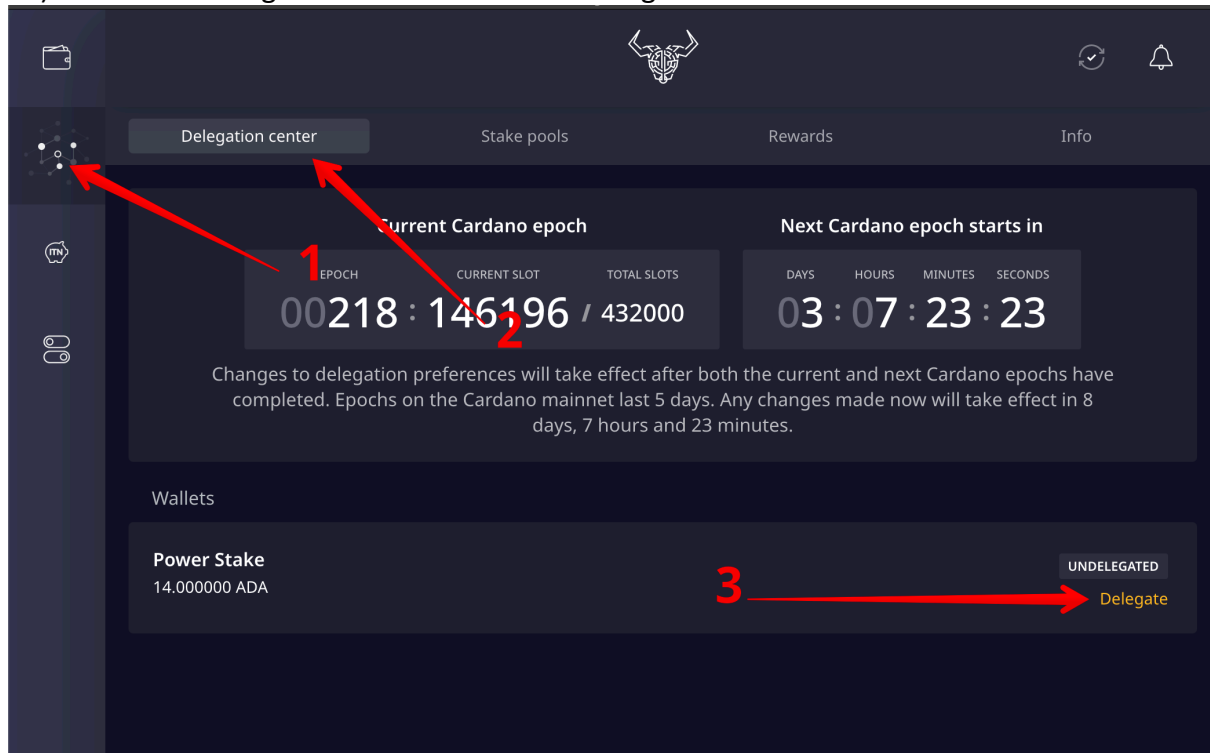 Delegation center
Stake pools
Rewards
Info
Current Cardano epoch
Next Cardano epoch starts in
ITN
1
EPOCH CURRENT SLOT TOTAL SLOTS
DAYS HOURS MINUTES SECONDS
00218 : 146196 / 432000
03 : 07 : 23 : 23
2
Changes to delegation preferences will take effect after both the current and next Cardano epochs have
completed. Epochs on the Cardano mainnet last 5 days. Any changes made now will take effect in 8
days, 7 hours and 23 minutes.
Wallets
Power Stake
14.000000 ADA
UNDELEGATED
3
Delegate